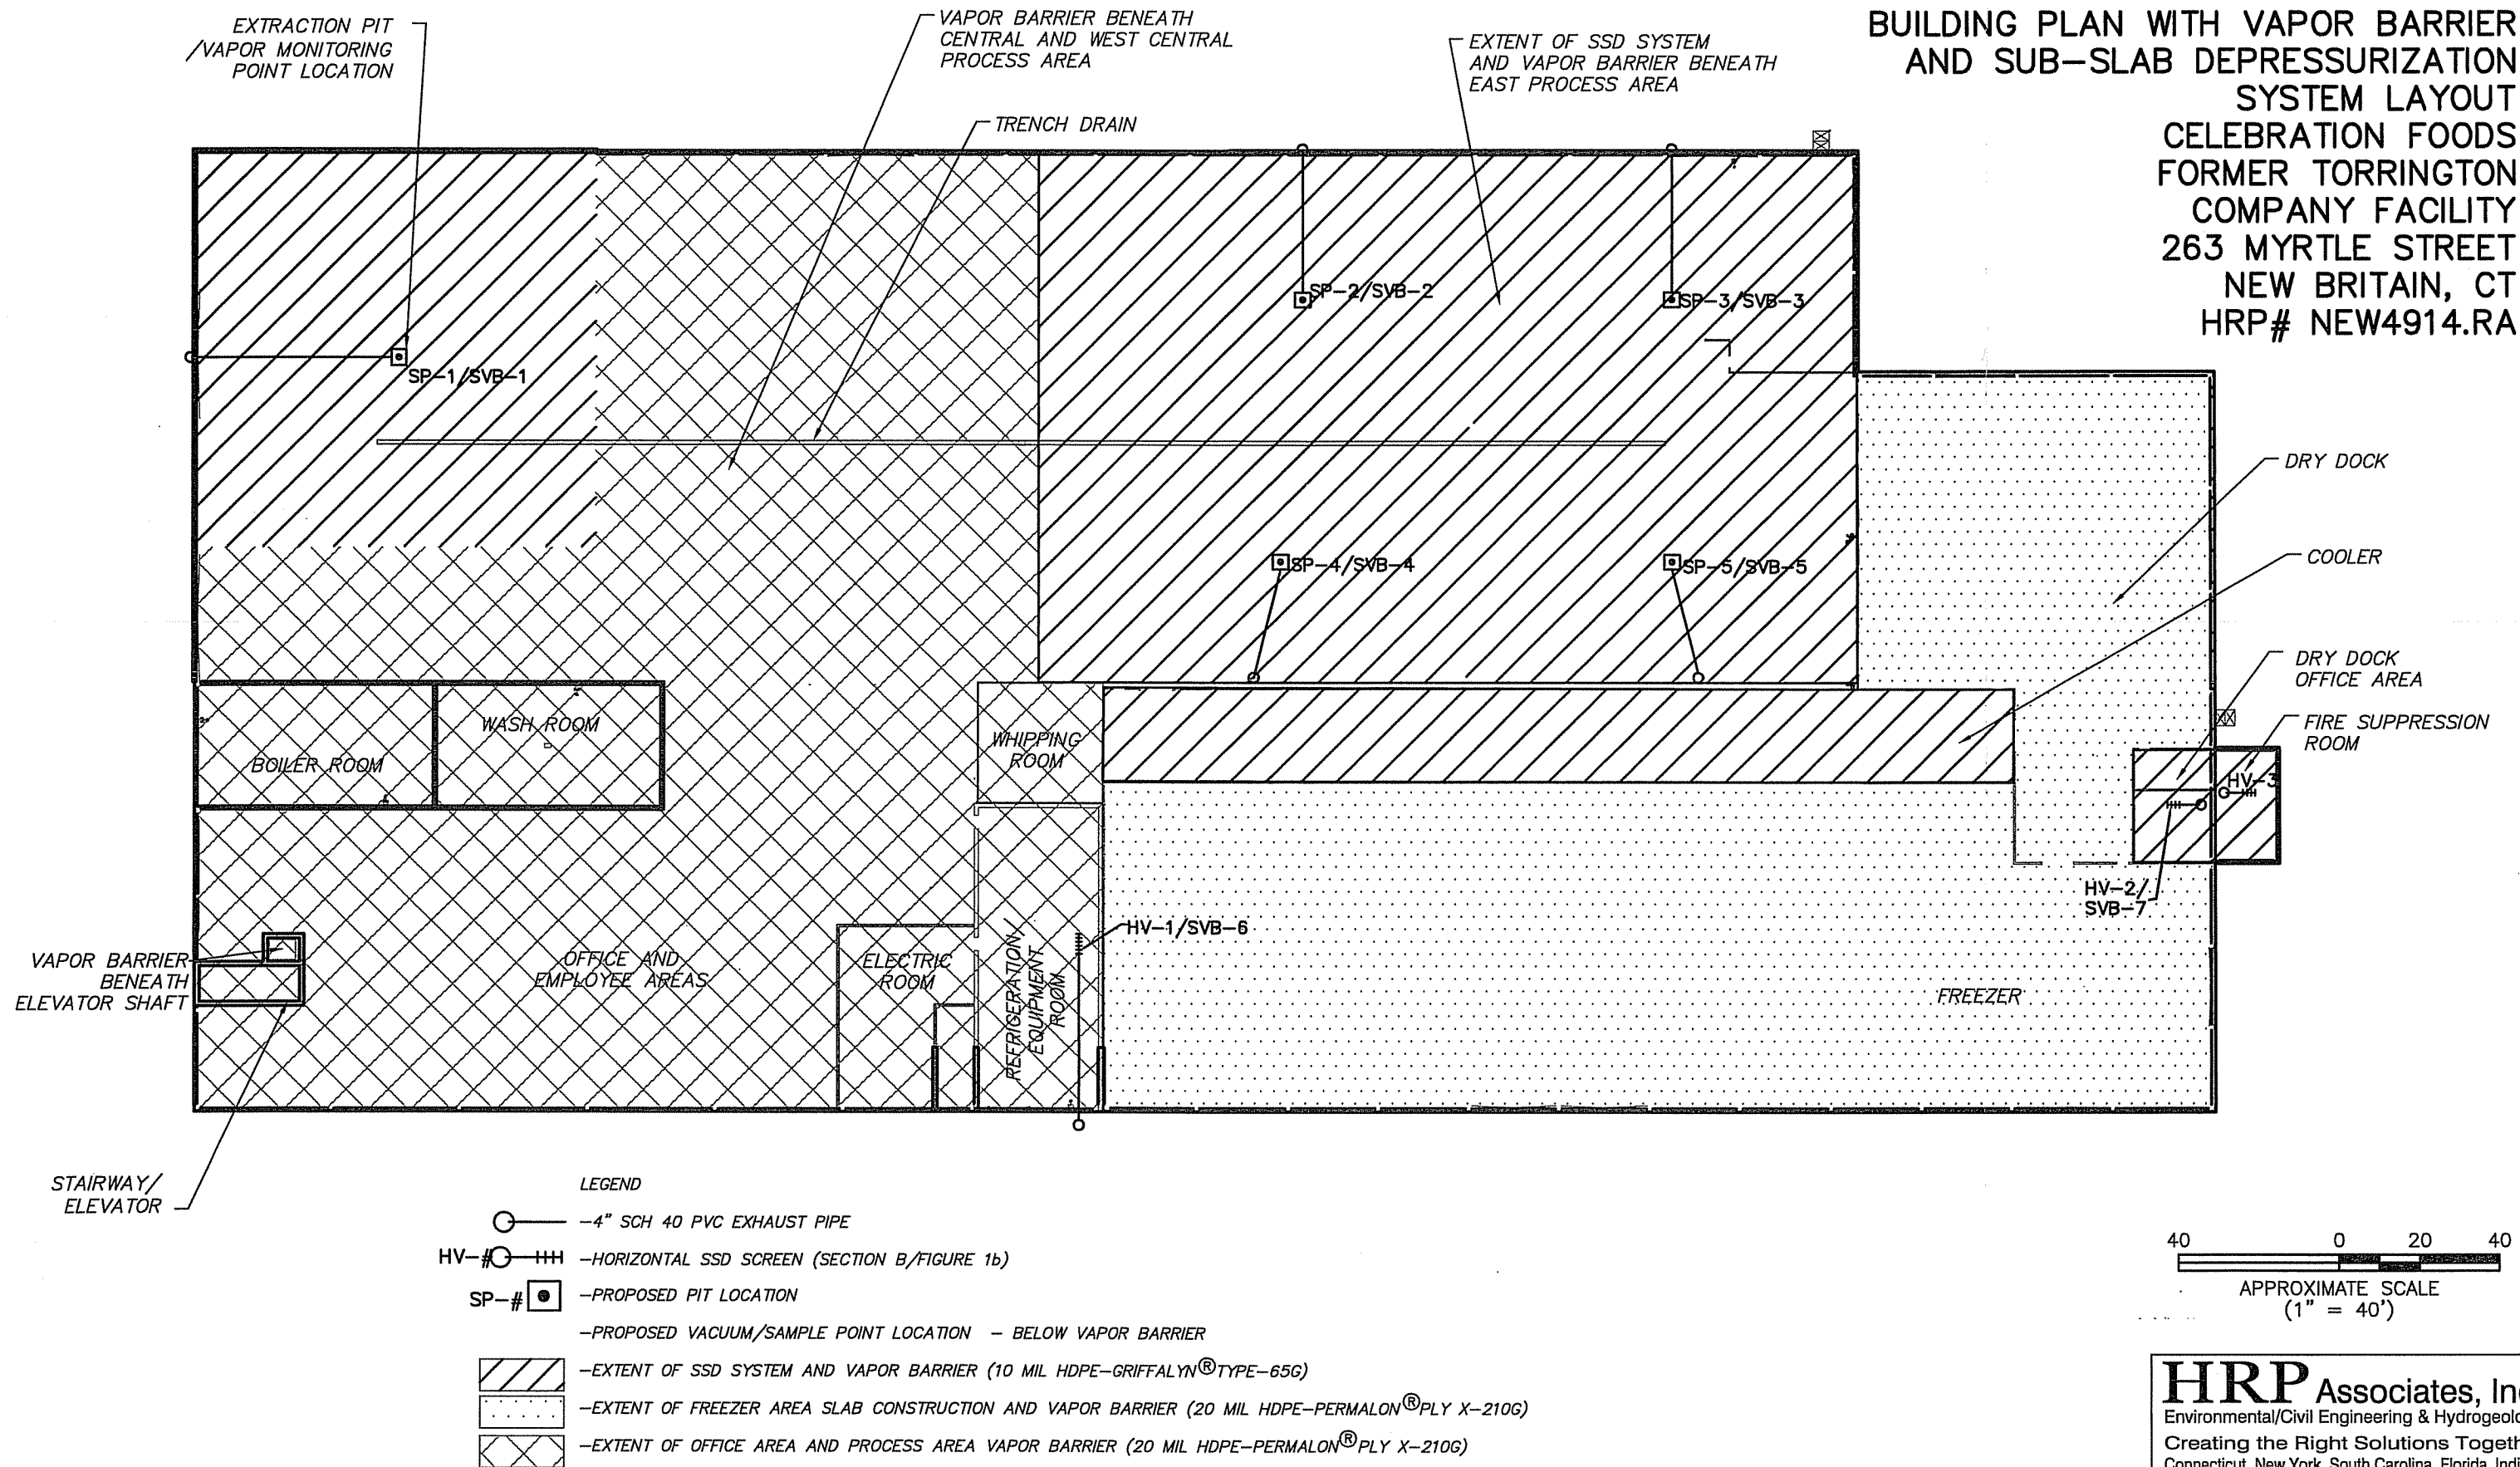 BUILDING PLAN WITH VAPOR BARRIER
AND SUB-SLAB DEPRESSURIZATION
SYSTEM LAYOUT
CELEBRATION FOODS
FORMER TORRINGTON
COMPANY FACILITY
263 MYRTLE STREET
NEW BRITAIN, CT
HRP# NEW4914.RA
EXTRACTION PIT
/VAPOR MONITORING
POINT LOCATION
VAPOR BARRIER BENEATH
CENTRAL AND WEST CENTRAL
PROCESS AREA
TRENCH DRAIN
EXTENT OF SSD SYSTEM
AND VAPOR BARRIER BENEATH
EAST PROCESS AREA
SP-2/SVB-2
SP-3/SVB-3
SP-1/SVB-1
DRY DOCK
SP-4/SVB-4
SP-5/SVB-5
COOLER
DRY DOCK
OFFICE AREA
FIRE SUPPRESSION
ROOM
WASH ROOM
BOILER ROOM
WHIPPING
ROOM
HV-3
HV-2/
SVB-7
HV-1/SVB-6
VAPOR BARRIER
BENEATH
ELEVATOR SHAFT
OFFICE AND
EMPLOYEE AREAS
ELECTRIC
ROOM
REFRIGERATION/
EQUIPMENT
ROOM
FREEZER
STAIRWAY/
ELEVATOR
LEGEND
-4" SCH 40 PVC EXHAUST PIPE
HV-# -HORIZONTAL SSD SCREEN (SECTION B/FIGURE 1b)
SP-# -PROPOSED PIT LOCATION
-PROPOSED VACUUM/SAMPLE POINT LOCATION - BELOW VAPOR BARRIER
-EXTENT OF SSD SYSTEM AND VAPOR BARRIER (10 MIL HDPE-GRIFFALYN®TYPE-65G)
-EXTENT OF FREEZER AREA SLAB CONSTRUCTION AND VAPOR BARRIER (20 MIL HDPE-PERMALON®PLY X-210G)
-EXTENT OF OFFICE AREA AND PROCESS AREA VAPOR BARRIER (20 MIL HDPE-PERMALON®PLY X-210G)
40 0 20 40
APPROXIMATE SCALE
(1" = 40')
HRP Associates, Inc
Environmental/Civil Engineering & Hydrogeolo
Creating the Right Solutions Togeth
Connecticut, New York, South Carolina, Florida, Indi